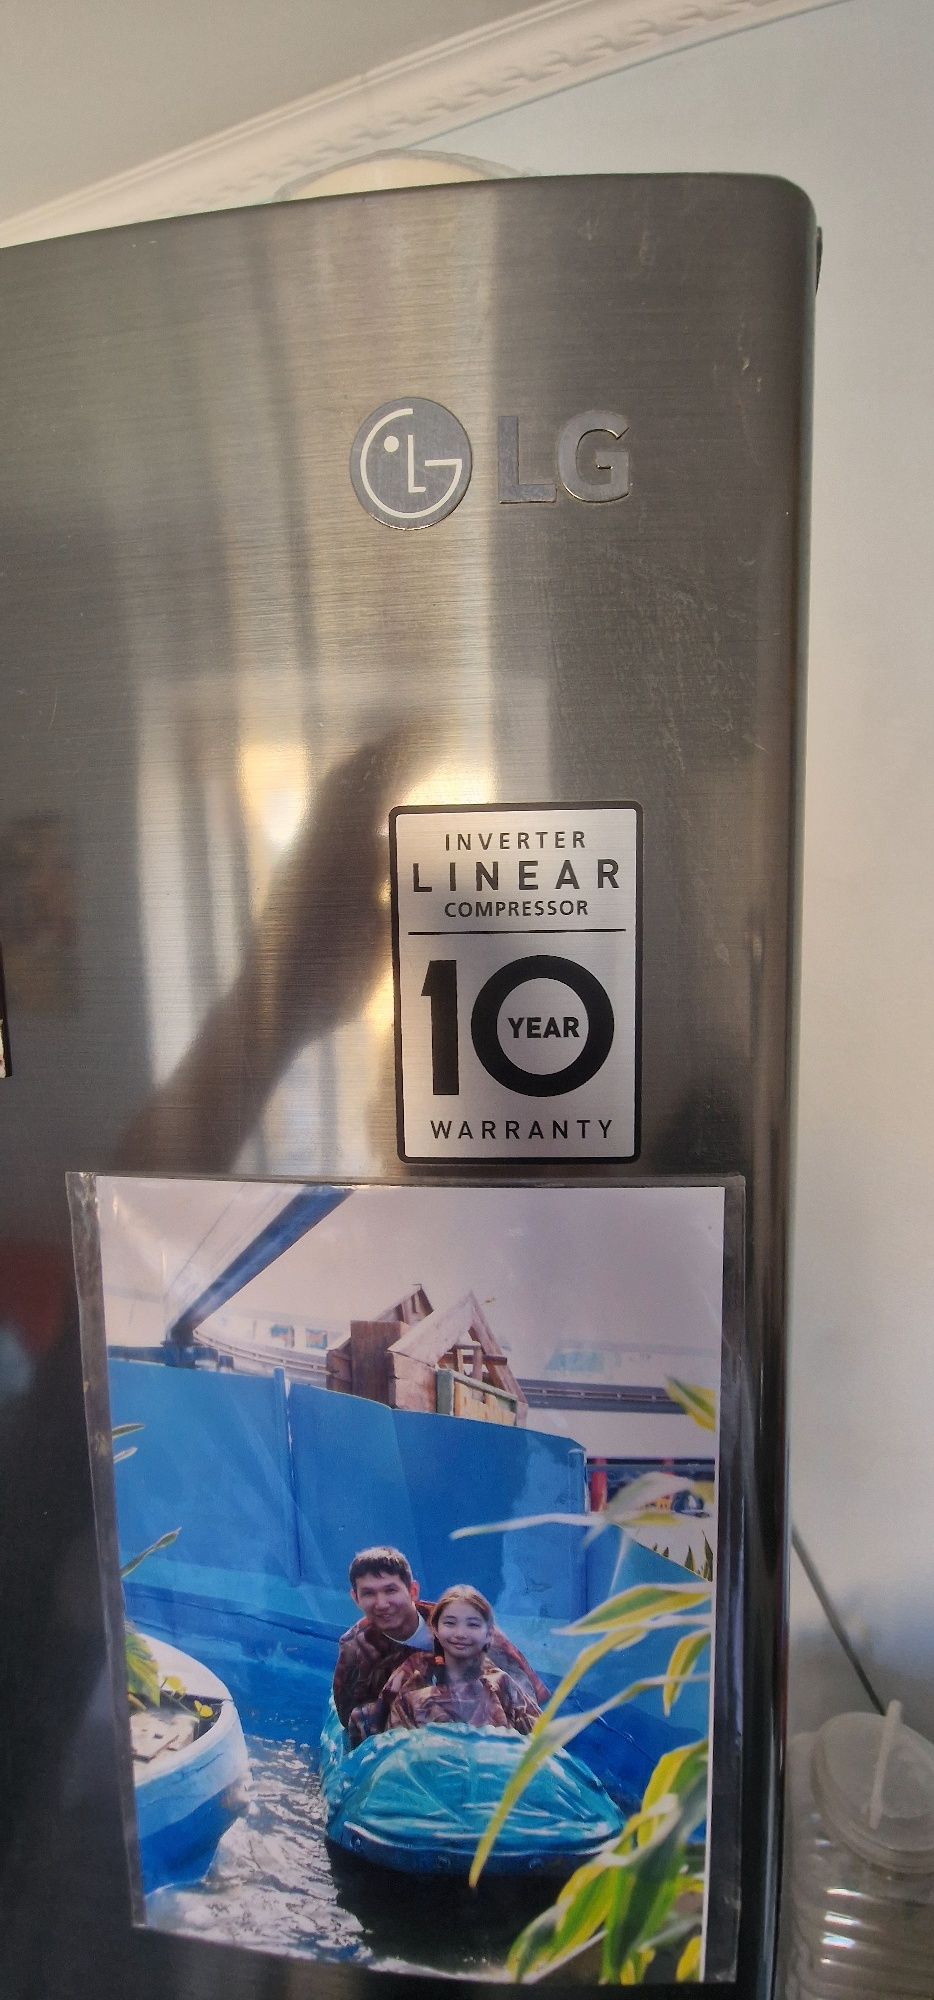 LG
INVERTER
LINEAR
COMPRESSOR
10
YEAR
WARRANTY